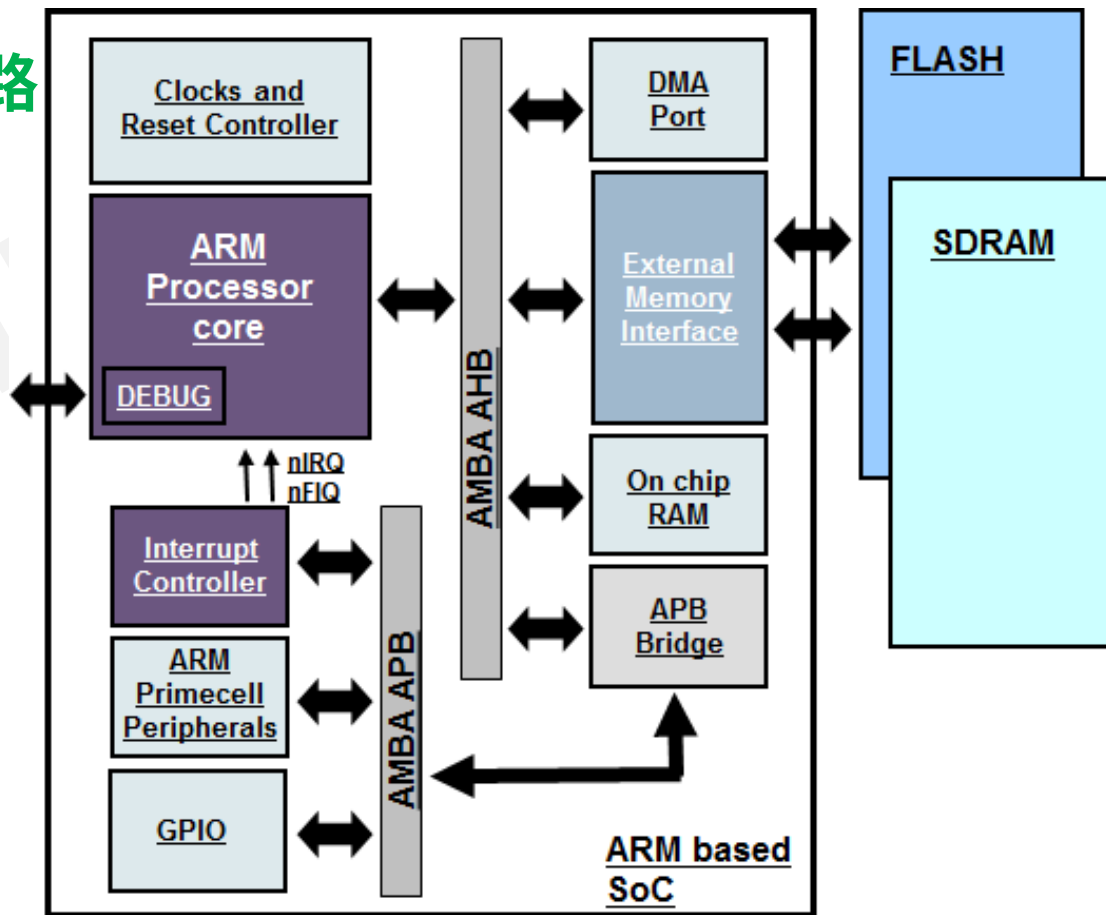 路
Clocks and
Reset Controller
ARM
Processor
core
DEBUG
nIRQ
nFIQ
Interrupt
Controller
ARM
Primecell
Peripherals
GPIO
AMBA APB
AMBA AHB
DMA
Port
External
Memory
Interface
On chip
RAM
APB
Bridge
ARM based
SoC
FLASH
SDRAM